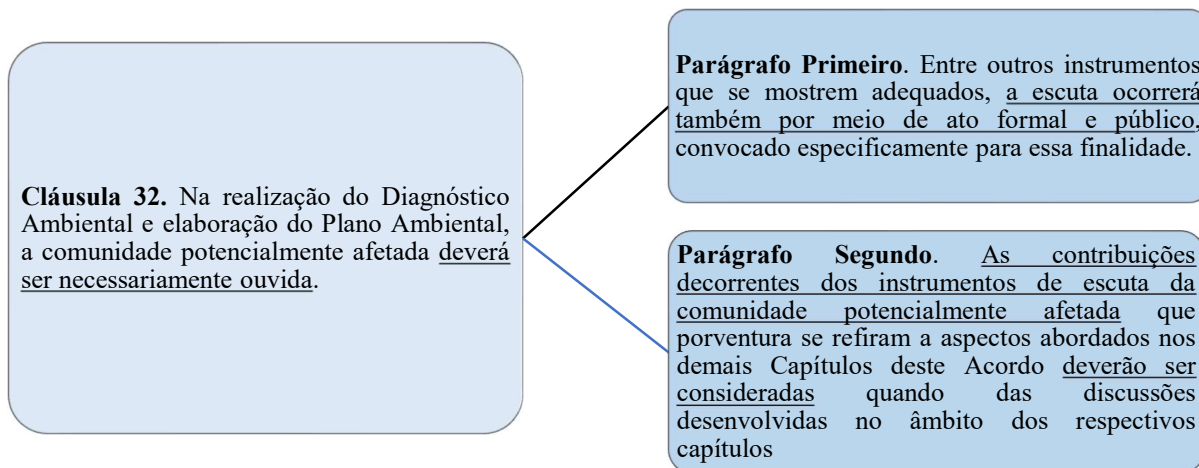 Cláusula 32. Na realização do Diagnóstico
Ambiental e elaboração do Plano Ambiental,
a comunidade potencialmente afetada deverá
ser necessariamente ouvida.
Parágrafo Primeiro. Entre outros instrumentos
que se mostrem adequados, a escuta ocorrerá
também por meio de ato formal e público,
convocado especificamente para essa finalidade.
Parágrafo Segundo. As contribuições
decorrentes dos instrumentos de escuta da
comunidade potencialmente afetada que
porventura se refiram a aspectos abordados nos
demais Capítulos deste Acordo deverão ser
consideradas quando das discussões
desenvolvidas no âmbito dos respectivos
capítulos